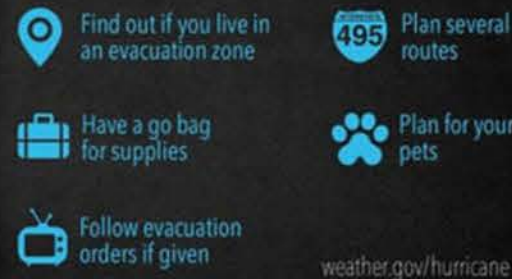 Find out if you live in
an evacuation zone
495
Plan several
routes
Have a go bag
for supplies
Plan for your
pets
Follow evacuation
orders if given
weather.gov/hurricane